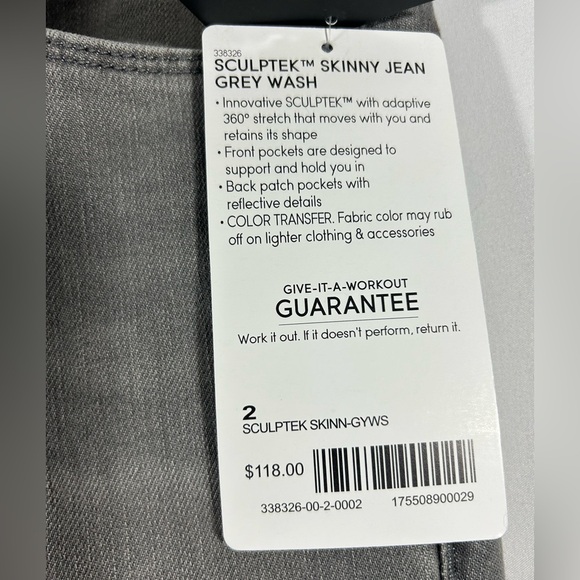 338326
SCULPTEK™ SKINNY JEAN
GREY WASH
• Innovative SCULPTEK™ with adaptive
360° stretch that moves with you and
retains its shape
• Front pockets are designed to
support and hold you in
• Back patch pockets with
reflective details
• COLOR TRANSFER. Fabric color may rub
off on lighter clothing & accessories
GIVE-IT-A-WORKOUT
GUARANTEE
Work it out. If it doesn't perform, return it.
2
SCULPTEK SKINN-GYWS
$118.00
338326-00-2-0002 175508900029